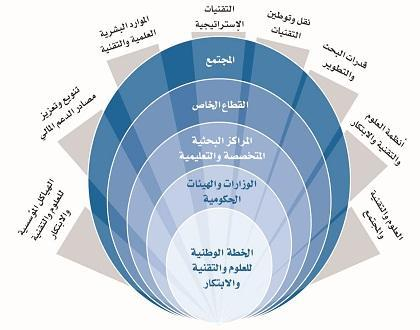 نقل وتوطين
التقنيات
التقنيات
الإستراتيجية
الموارد البشرية
العلمية والتقنية
قدرات البحث
والتطوير
تنويع وتعزيز
مصادر الدعم المالي
أنظمة العلوم
والتقنية والابتكار
الهياكل المؤسسية
للعلوم والتقنية
والابتكار
العلوم والتقنية
والمجتمع
المجتمع
القطاع الخاص
المراكز البحثية
المتخصصة والتعليمية
الوزارات والهيئات
الحكومية
الخطة الوطنية
للعلوم والتقنية
والابتكار